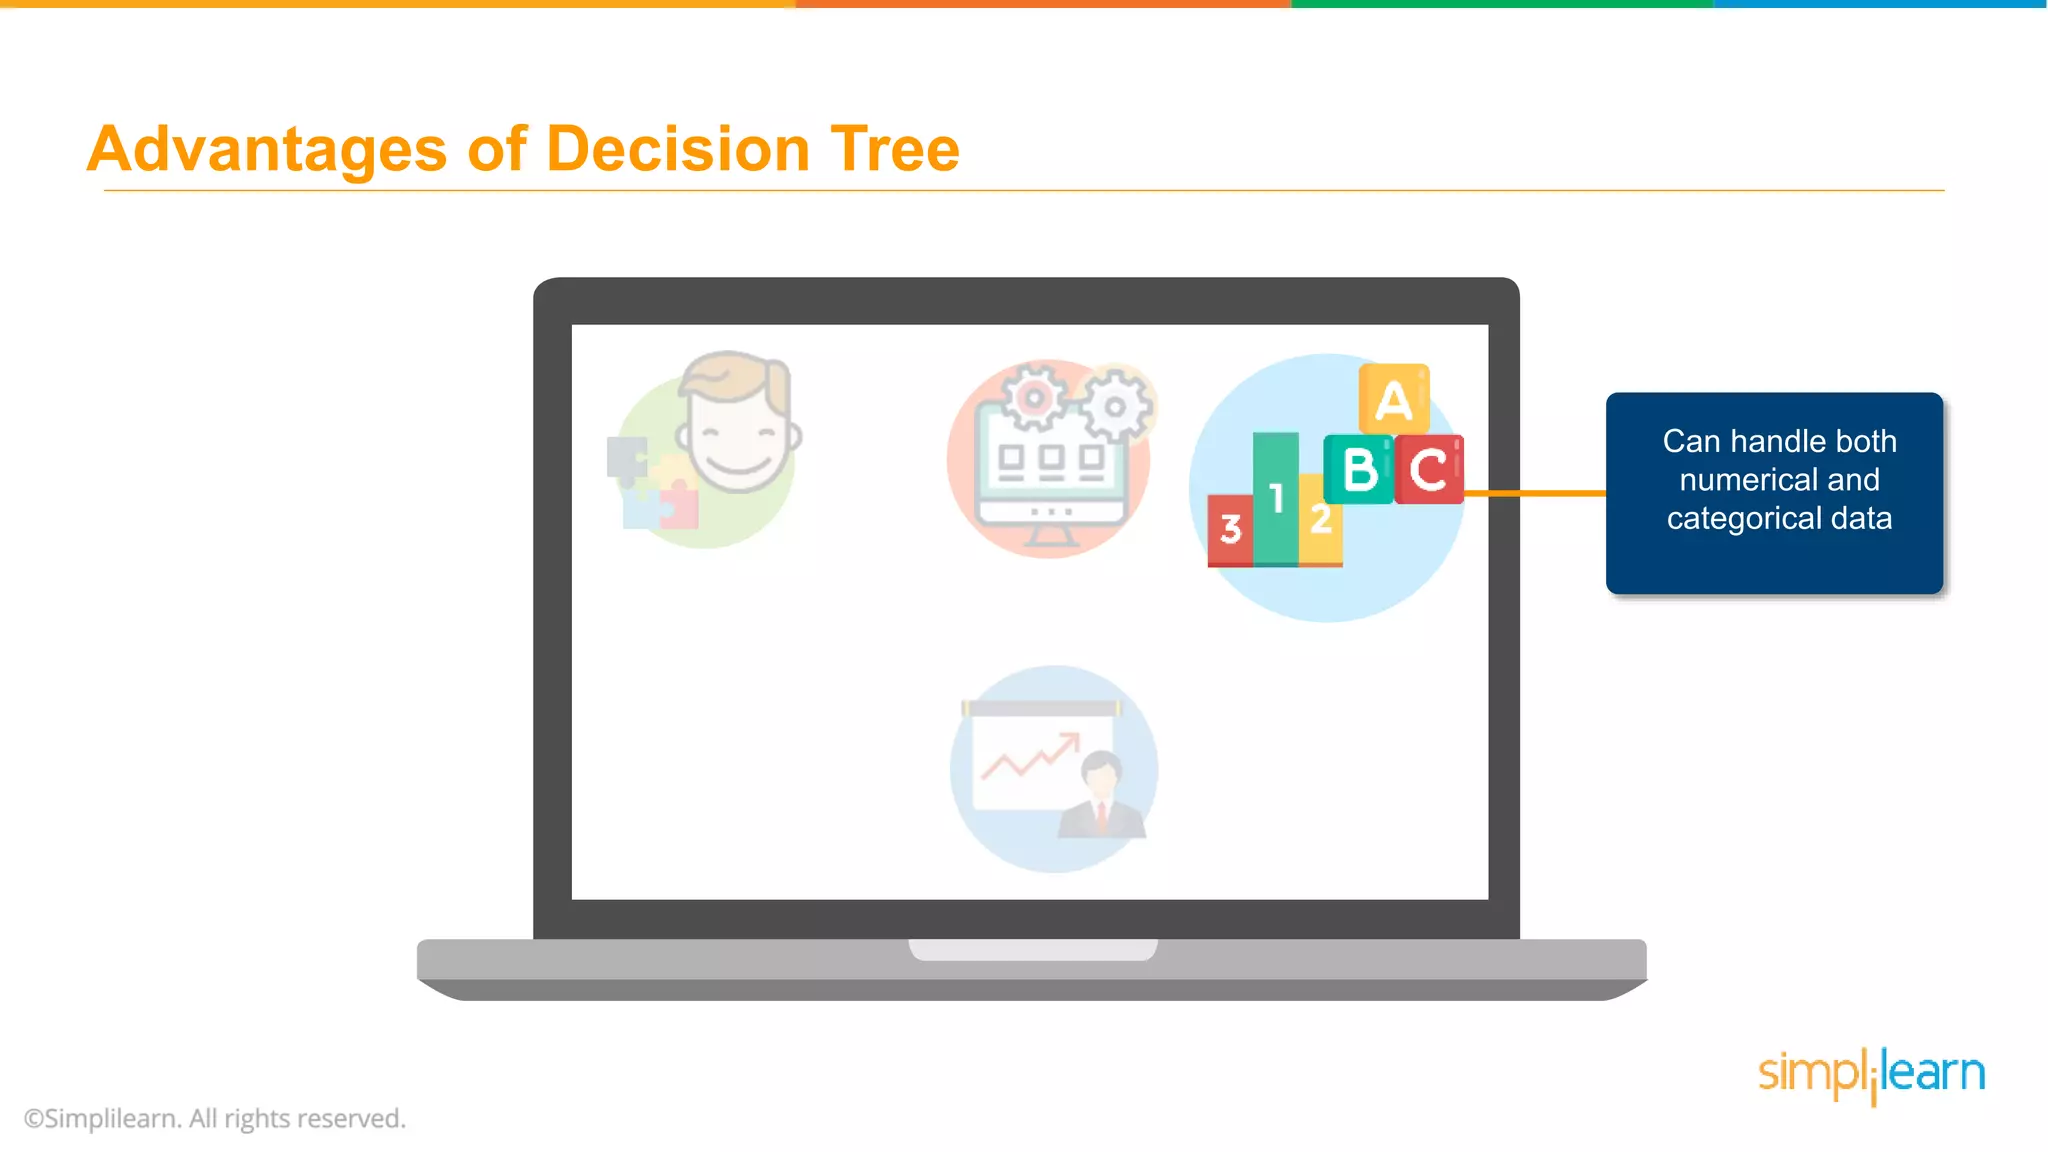 Advantages of Decision Tree
A
B C
1
3 2
Can handle both
numerical and
categorical data
simplilearn
©Simplilearn. All rights reserved.